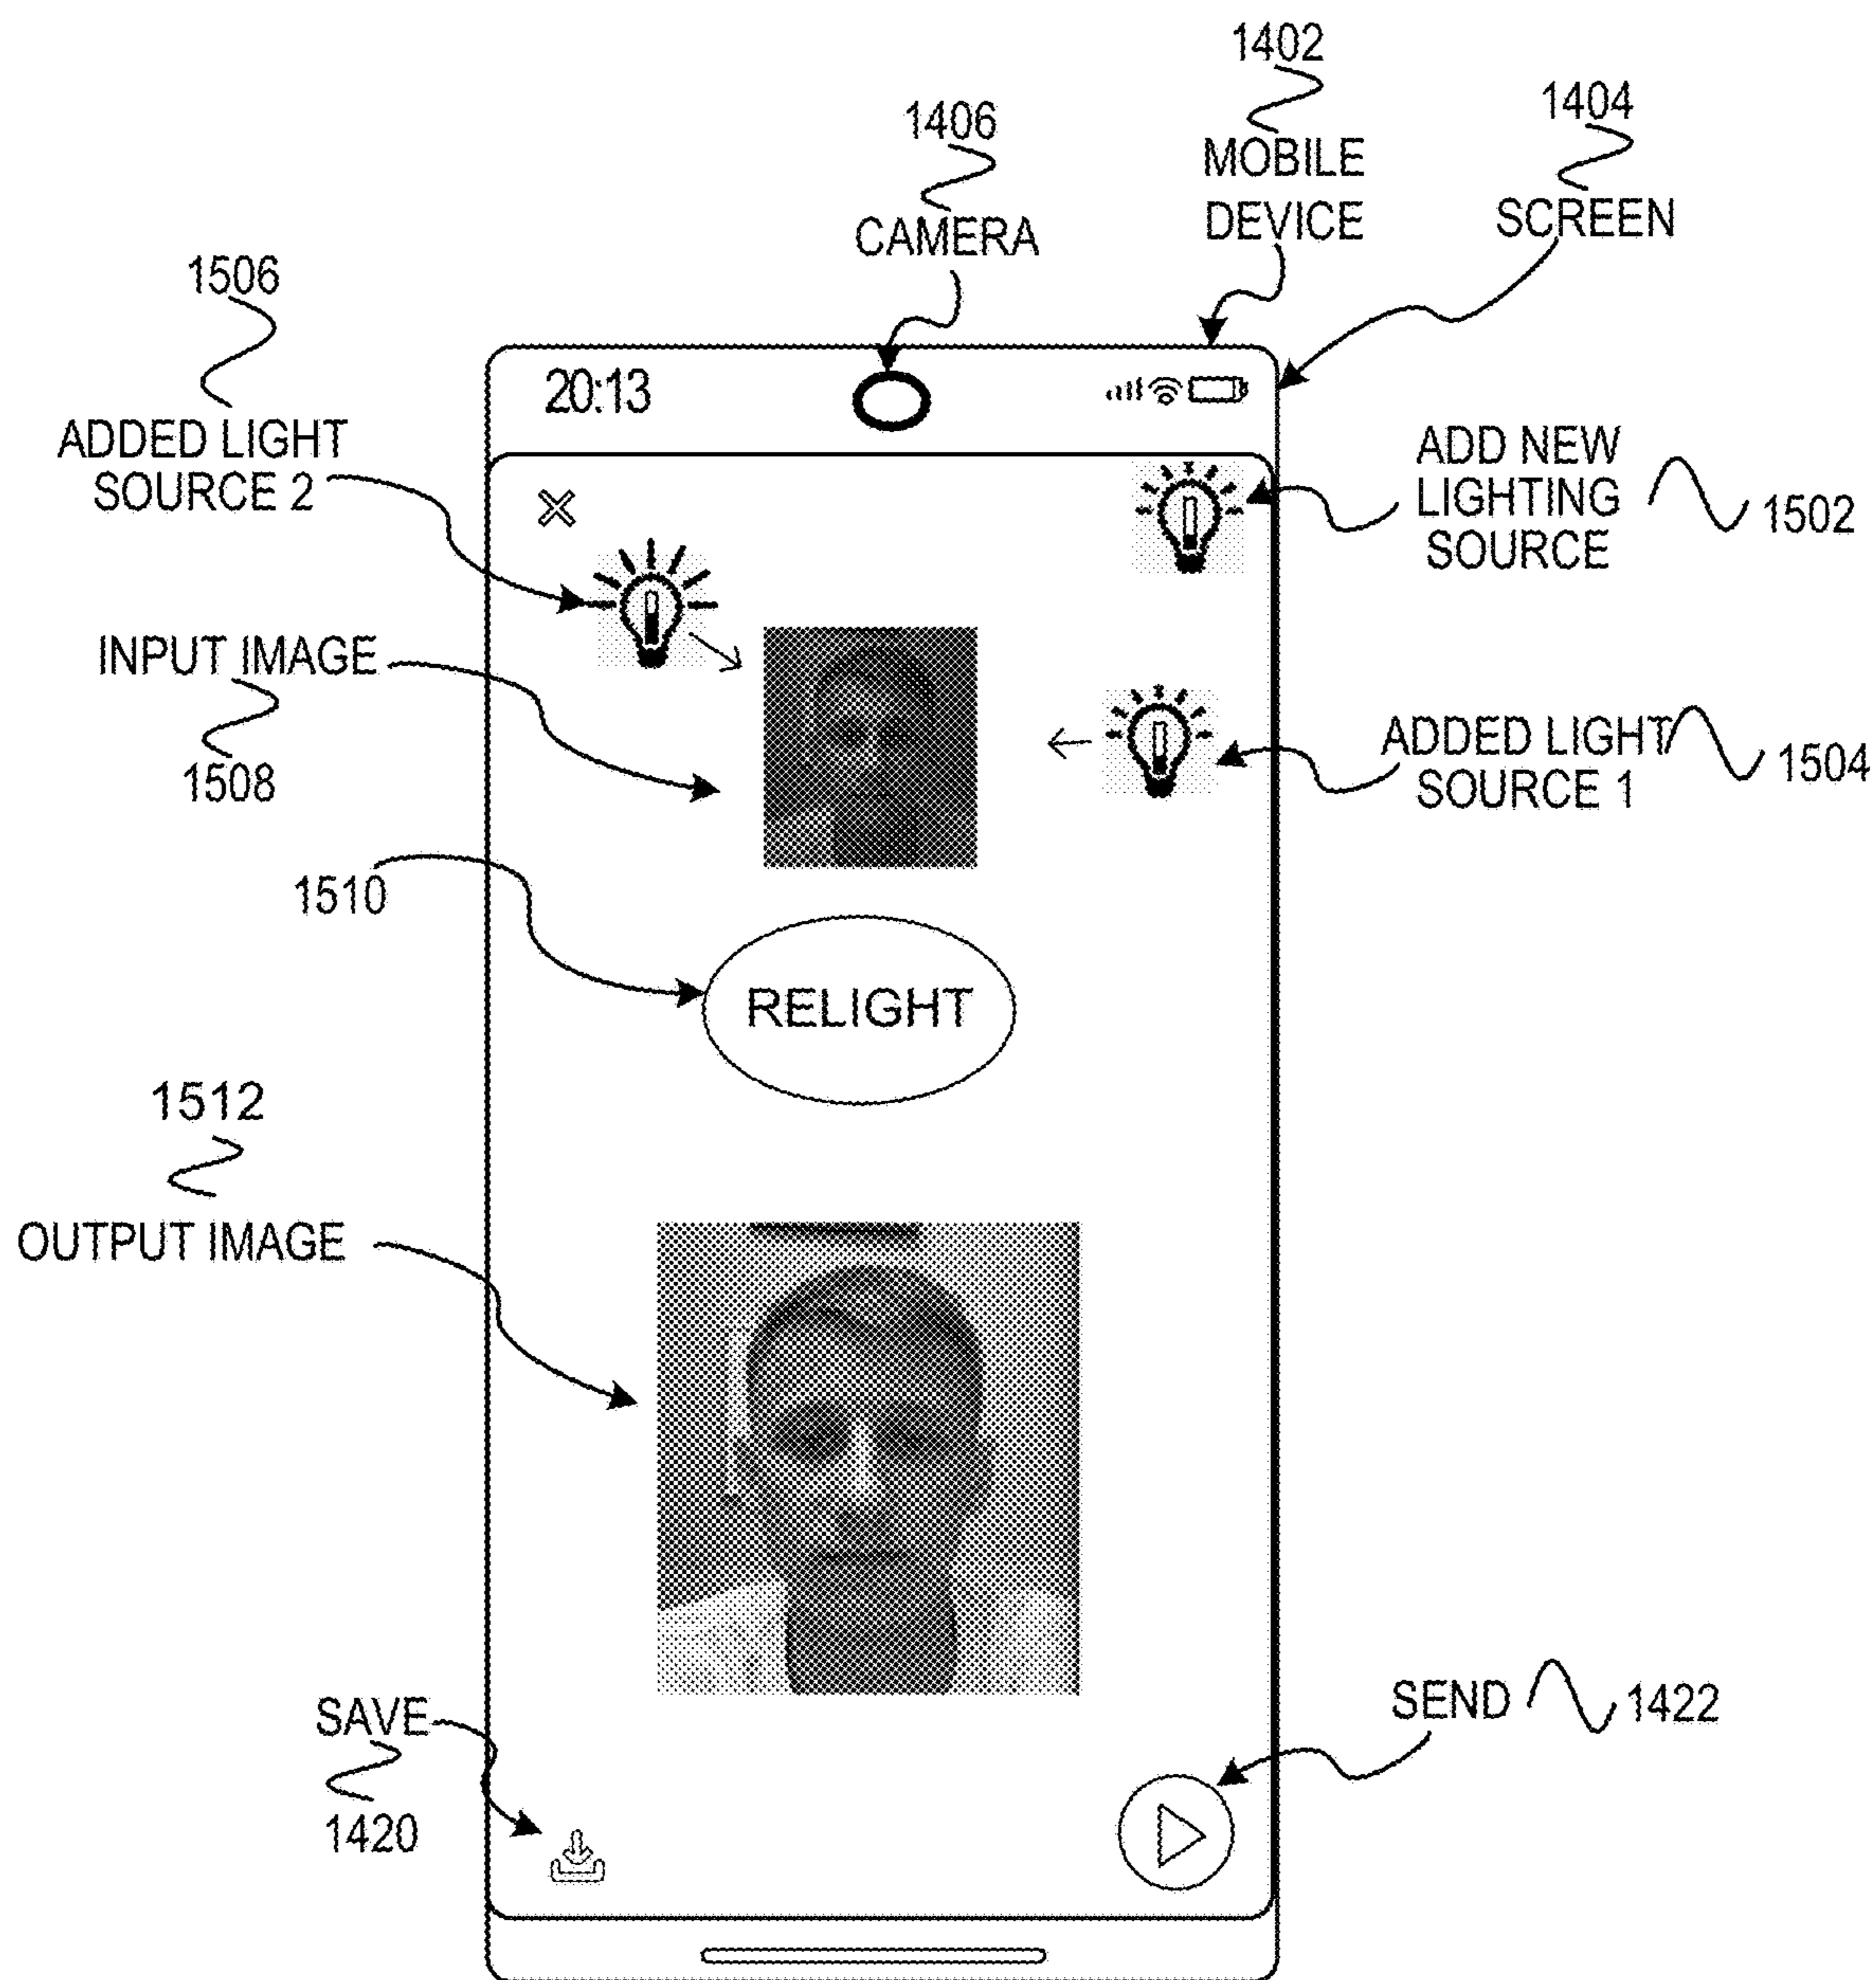 1402
MOBILE
DEVICE
1404
SCREEN
1406
CAMERA
1506
ADDED LIGHT
SOURCE 2
20:13
ADD NEW
LIGHTING
SOURCE
1502
INPUT IMAGE
1508
ADDED LIGHT
SOURCE 1
1504
1510
RELIGHT
1512
OUTPUT IMAGE
SAVE
1420
SEND
1422